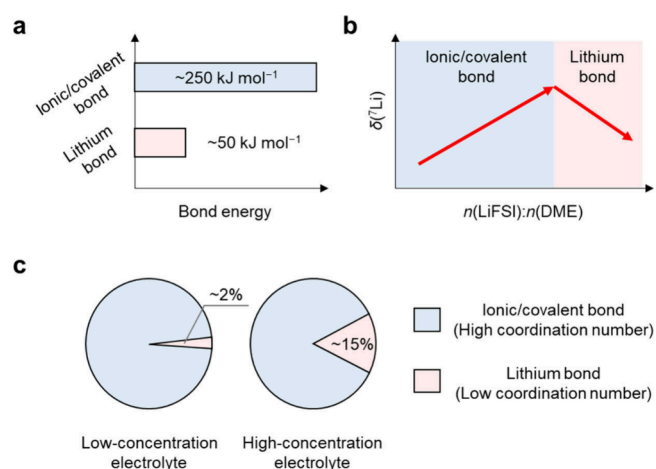 a
Ionic/covalent
bond
~250 kJ mol⁻¹
Lithium
bond
~50 kJ mol⁻¹
Bond energy
b
Ionic/covalent
bond
Lithium
bond
δ(⁷Li)
n(LiFSI):n(DME)
c
~2%
~15%
Low-concentration
electrolyte
High-concentration
electrolyte
Ionic/covalent bond
(High coordination number)
Lithium bond
(Low coordination number)